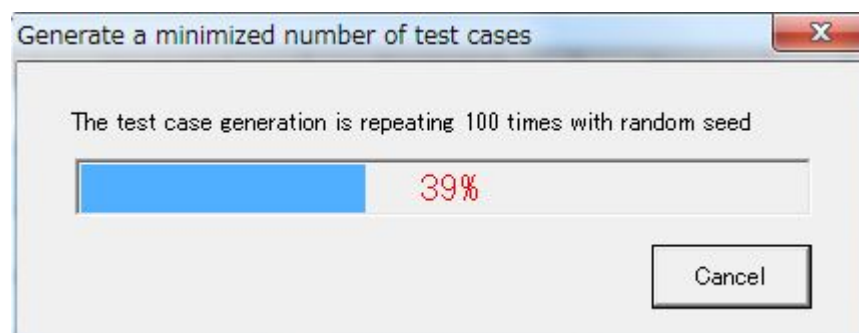 Generate a minimized number of test cases
The test case generation is repeating 100 times with random seed
39%
Cancel